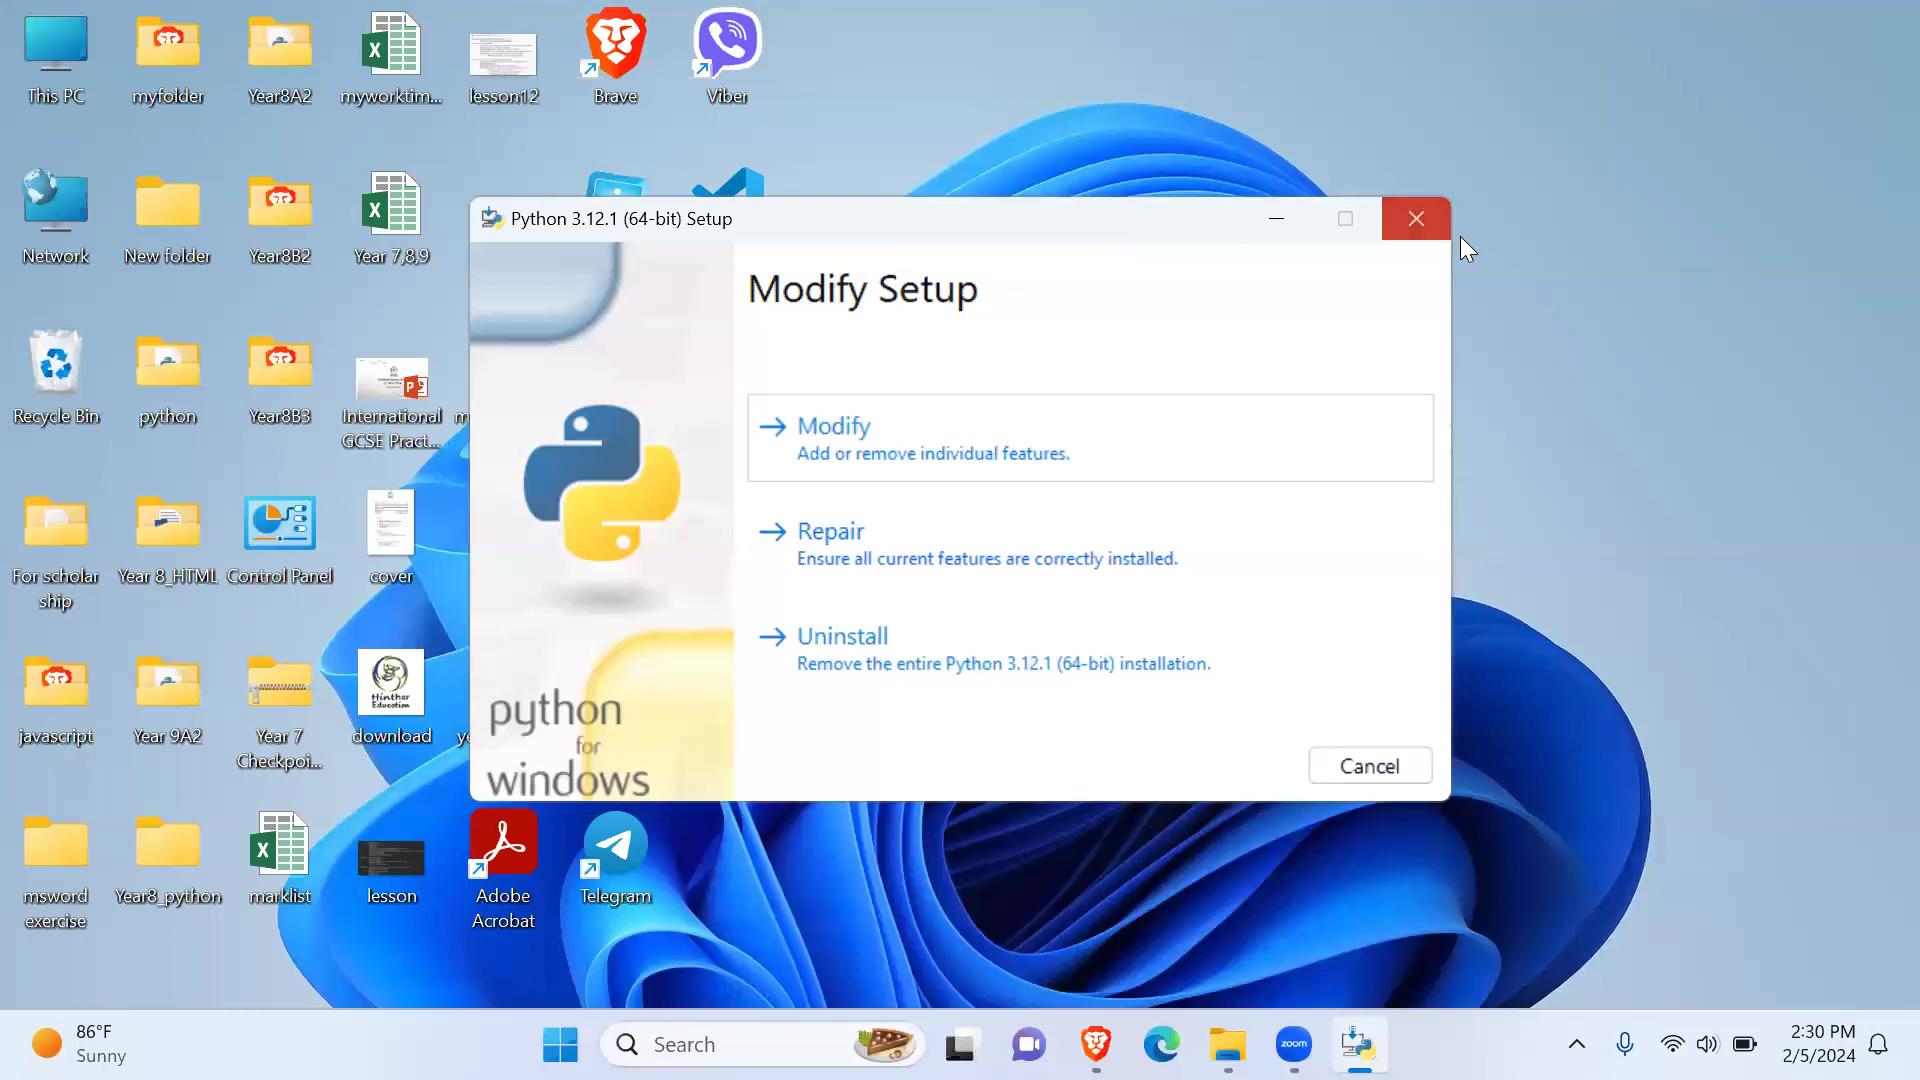 This PC
myfolder
Year8A2
myworktim...
lesson12
Brave
Viber
Network
New folder
Year8B2
Year 7,8,9
Recycle Bin
python
Year8B3
International
GCSE Pract...
m
For scholar
ship
Year 8_HTML
Control Panel
cover
javascript
Year 9A2
Year 7
Checkpoi...
Hinthar
Education
download
ye
msword
exercise
Year8_python
marklist
lesson
Adobe
Acrobat
Telegram
Python 3.12.1 (64-bit) Setup
Modify Setup
Modify
Add or remove individual features.
Repair
Ensure all current features are correctly installed.
Uninstall
Remove the entire Python 3.12.1 (64-bit) installation.
python
for
windows
Cancel
86°F
Sunny
Search
zoom
2:30 PM
2/5/2024